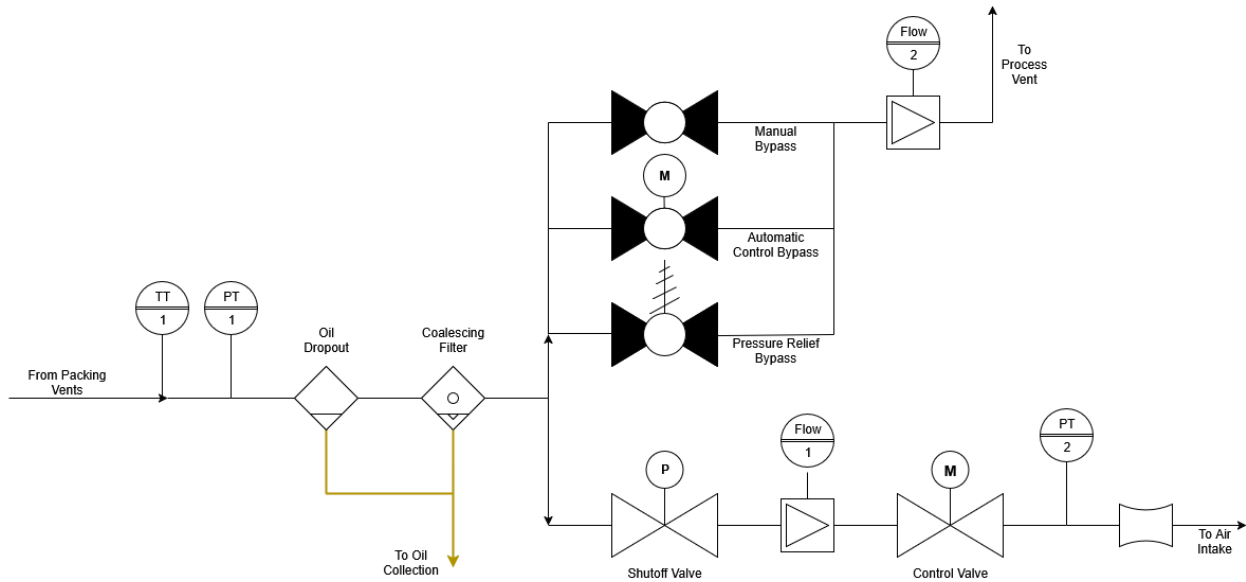 Flow
2
To
Process
Vent
Manual
Bypass
M
Automatic
Control Bypass
TT
1
PT
1
Oil
Dropout
Coalescing
Filter
Pressure Relief
Bypass
From Packing
Vents
Flow
1
PT
2
P
M
To Air
Intake
To Oil
Collection
Shutoff Valve
Control Valve